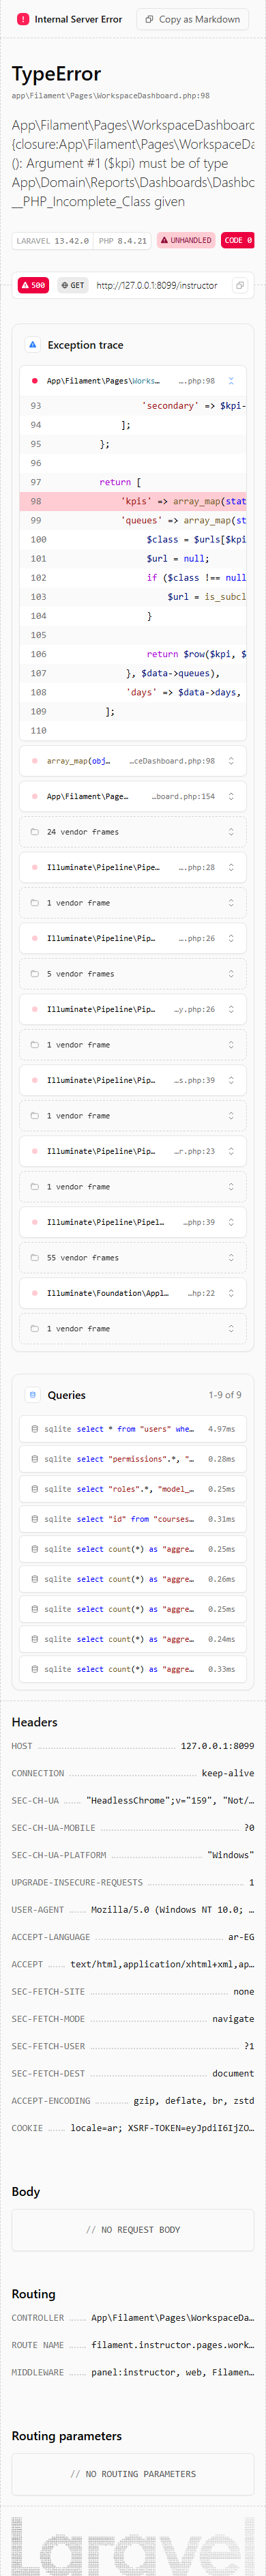 Internal Server Error
Copy as Markdown
TypeError
app\Filament\Pages\WorkspaceDashboard.php:98
App\Filament\Pages\WorkspaceDashboard
{closure:App\Filament\Pages\WorkspaceDa
(): Argument #1 ($kpi) must be of type
App\Domain\Reports\Dashboards\Dashbo
__PHP_Incomplete_Class given
LARAVEL 13.42.0 PHP 8.4.21 UNHANDLED CODE 0
500 GET http://127.0.0.1:8099/instructor
Exception trace
App\Filament\Pages\Works… ….php:98
93 'secondary' => $kpi-
94 ];
95 };
96
97 return [
98 'kpis' => array_map(stat
99 'queues' => array_map(st
100 $class = $urls[$kpi
101 $url = null;
102 if ($class !== null
103 $url = is_subcl
104 }
105
106 return $row($kpi, $
107 }, $data->queues),
108 'days' => $data->days,
109 ];
110
array_map(obj… …ceDashboard.php:98
App\Filament\Page… …board.php:154
24 vendor frames
Illuminate\Pipeline\Pipe… ….php:28
1 vendor frame
Illuminate\Pipeline\Pip… ….php:26
5 vendor frames
Illuminate\Pipeline\Pip… …y.php:26
1 vendor frame
Illuminate\Pipeline\Pip… …s.php:39
1 vendor frame
Illuminate\Pipeline\Pip… …r.php:23
1 vendor frame
Illuminate\Pipeline\Pipel… …php:39
55 vendor frames
Illuminate\Foundation\Appl… …hp:22
1 vendor frame
Queries
1-9 of 9
sqlite select * from "users" whe… 4.97ms
sqlite select "permissions".*, "… 0.28ms
sqlite select "roles".*, "model_… 0.25ms
sqlite select "id" from "courses… 0.31ms
sqlite select count(*) as "aggre… 0.25ms
sqlite select count(*) as "aggre… 0.26ms
sqlite select count(*) as "aggre… 0.25ms
sqlite select count(*) as "aggre… 0.24ms
sqlite select count(*) as "aggre… 0.33ms
Headers
HOST 127.0.0.1:8099
CONNECTION keep-alive
SEC-CH-UA "HeadlessChrome";v="159", "Not/…
SEC-CH-UA-MOBILE ?0
SEC-CH-UA-PLATFORM "Windows"
UPGRADE-INSECURE-REQUESTS 1
USER-AGENT Mozilla/5.0 (Windows NT 10.0; …
ACCEPT-LANGUAGE ar-EG
ACCEPT text/html,application/xhtml+xml,ap…
SEC-FETCH-SITE none
SEC-FETCH-MODE navigate
SEC-FETCH-USER ?1
SEC-FETCH-DEST document
ACCEPT-ENCODING gzip, deflate, br, zstd
COOKIE locale=ar; XSRF-TOKEN=eyJpdiI6IjZO…
Body
// NO REQUEST BODY
Routing
CONTROLLER App\Filament\Pages\WorkspaceDa…
ROUTE NAME filament.instructor.pages.work…
MIDDLEWARE panel:instructor, web, Filamen…
Routing parameters
// NO ROUTING PARAMETERS
Laravel